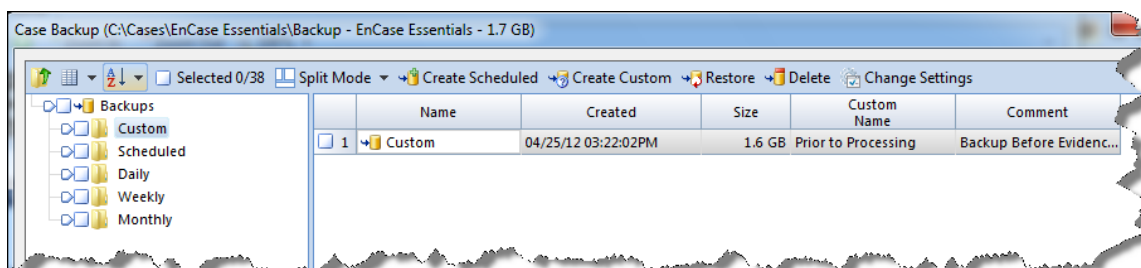 Case Backup (C:\Cases\EnCase Essentials\Backup - EnCase Essentials - 1.7 GB)
Selected 0/38 Split Mode Create Scheduled Create Custom Restore Delete Change Settings
Backups
Custom
Scheduled
Daily
Weekly
Monthly
Name Created Size Custom Name Comment
1 Custom 04/25/12 03:22:02PM 1.6 GB Prior to Processing Backup Before Evidenc...